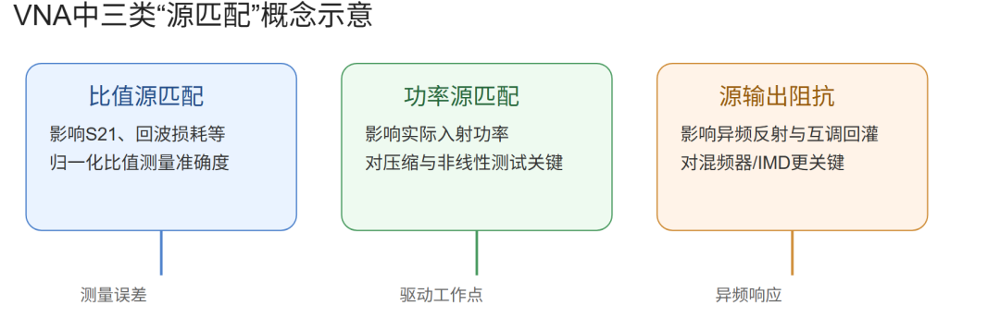 VNA中三类“源匹配”概念示意
比值源匹配
影响S21、回波损耗等
归一化比值测量准确度
测量误差
功率源匹配
影响实际入射功率
对压缩与非线性测试关键
驱动工作点
源输出阻抗
影响异频反射与互调回灌
对混频器/IMD更关键
异频响应